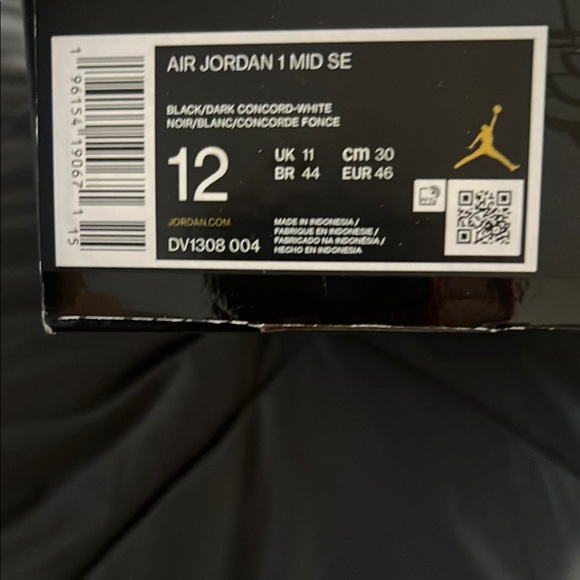 AIR JORDAN 1 MID SE
BLACK/DARK CONCORD-WHITE
NOIR/BLANC/CONCORDE FONCE
12
UK 11 cm 30
BR 44 EUR 46
JORDAN.COM
DV1308 004
MADE IN INDONESIA /
FABRIQUE EN INDONESIE /
FABRICADO NA INDONÉSIA /
HECHO EN INDONESIA
1 96154 19067 1 15